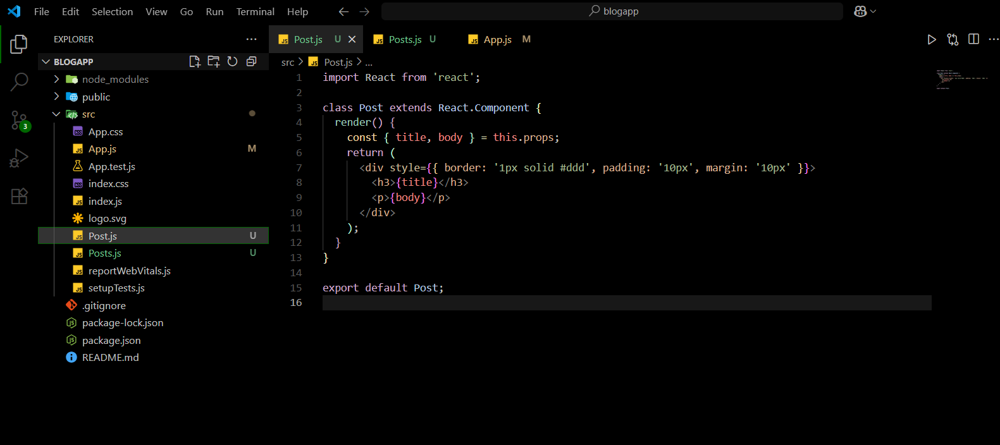 File Edit Selection View Go Run Terminal Help blogapp
EXPLORER
Post.js U Posts.js U App.js M
BLOGAPP
src > Post.js > ...
node_modules
public
src
App.css
App.js M
App.test.js
index.css
index.js
logo.svg
Post.js U
Posts.js U
reportWebVitals.js
setupTests.js
.gitignore
package-lock.json
package.json
README.md
3
1 import React from 'react';
2
3 class Post extends React.Component {
4 render() {
5 const { title, body } = this.props;
6 return (
7 <div style={{ border: '1px solid #ddd', padding: '10px', margin: '10px' }}>
8 <h3>{title}</h3>
9 <p>{body}</p>
10 </div>
11 );
12 }
13 }
14
15 export default Post;
16